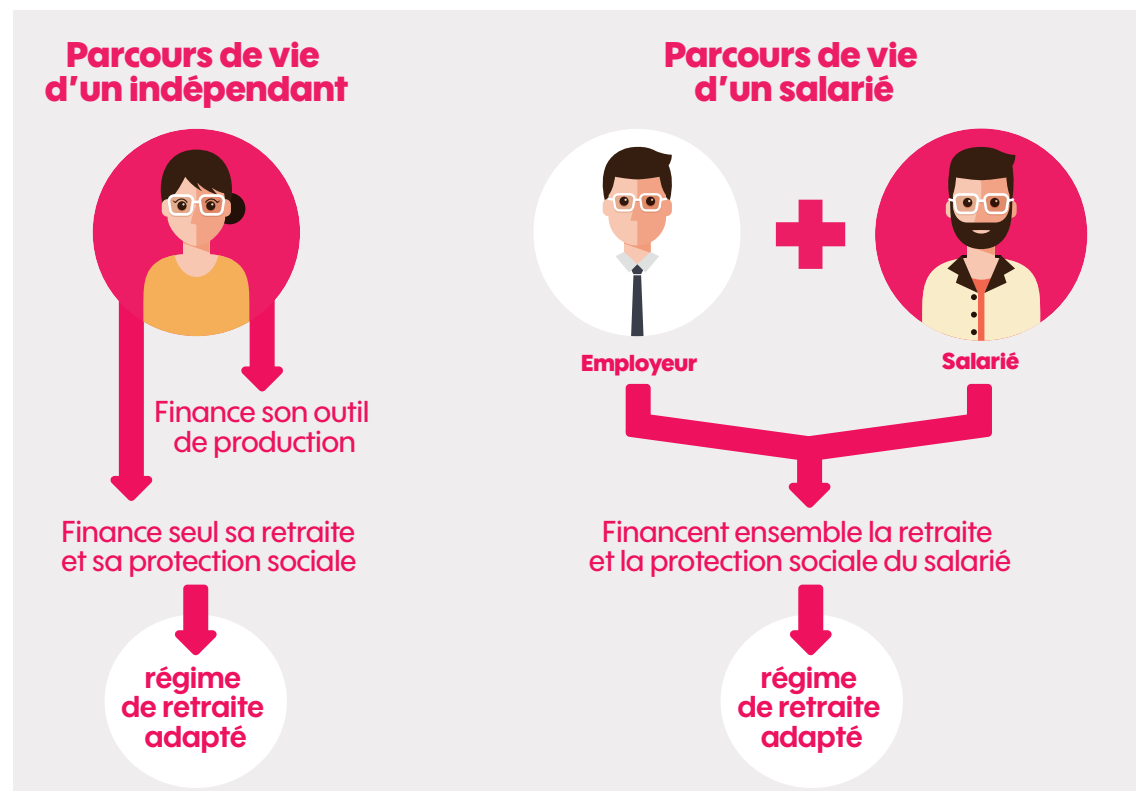 Parcours de vie
d'un indépendant
Finance son outil
de production
Finance seul sa retraite
et sa protection sociale
régime
de retraite
adapté
Parcours de vie
d'un salarié
Employeur
Salarié
Financent ensemble la retraite
et la protection sociale du salarié
régime
de retraite
adapté